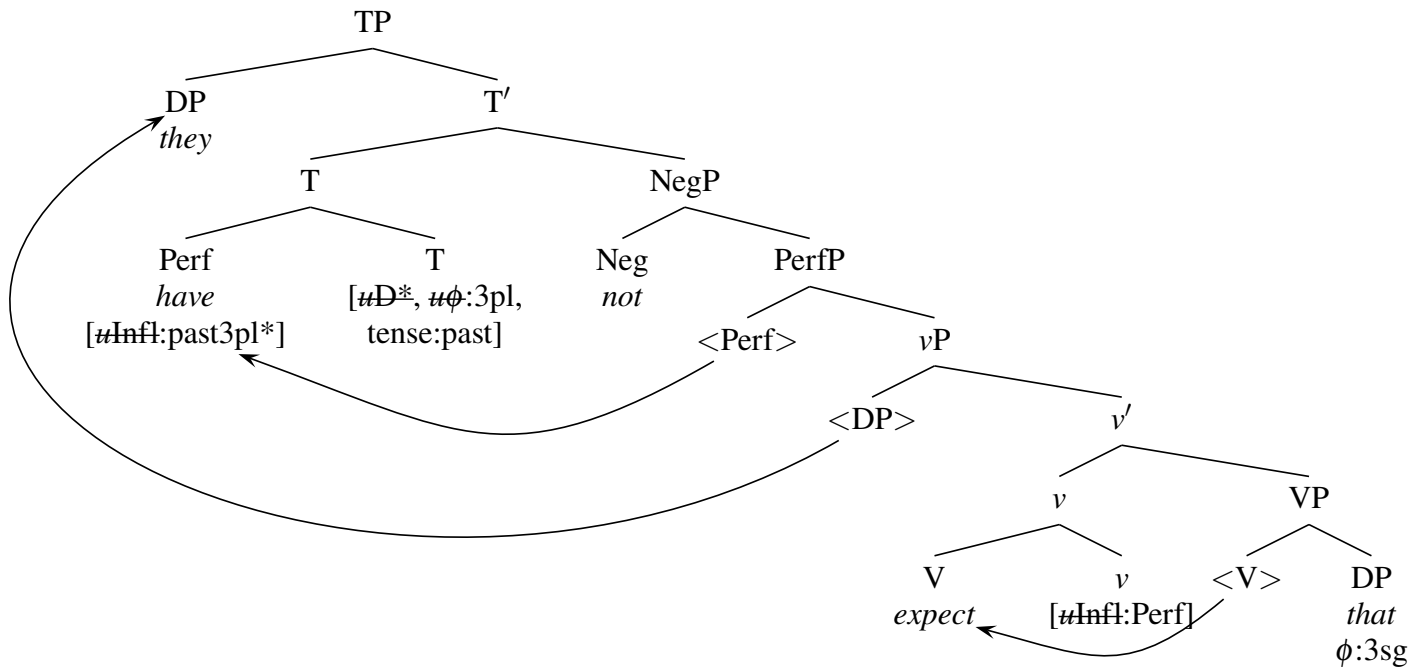 TP
DP T′
they
T NegP
Perf T Neg PerfP
have [uD*, uϕ:3pl, not
[uInfl:past3pl*] tense:past] <Perf> vP
<DP> v′
v VP
V v <V> DP
expect [uInfl:Perf] that
ϕ:3sg